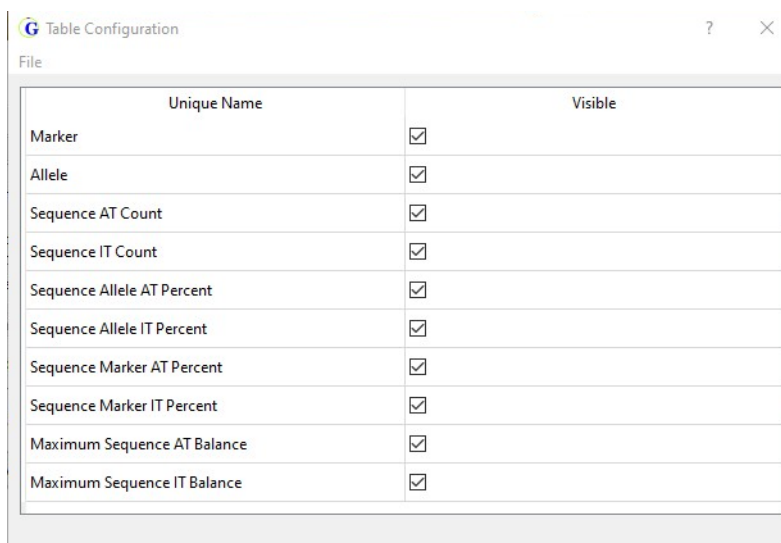 G Table Configuration ?
File
Unique Name Visible
Marker
Allele
Sequence AT Count
Sequence IT Count
Sequence Allele AT Percent
Sequence Allele IT Percent
Sequence Marker AT Percent
Sequence Marker IT Percent
Maximum Sequence AT Balance
Maximum Sequence IT Balance